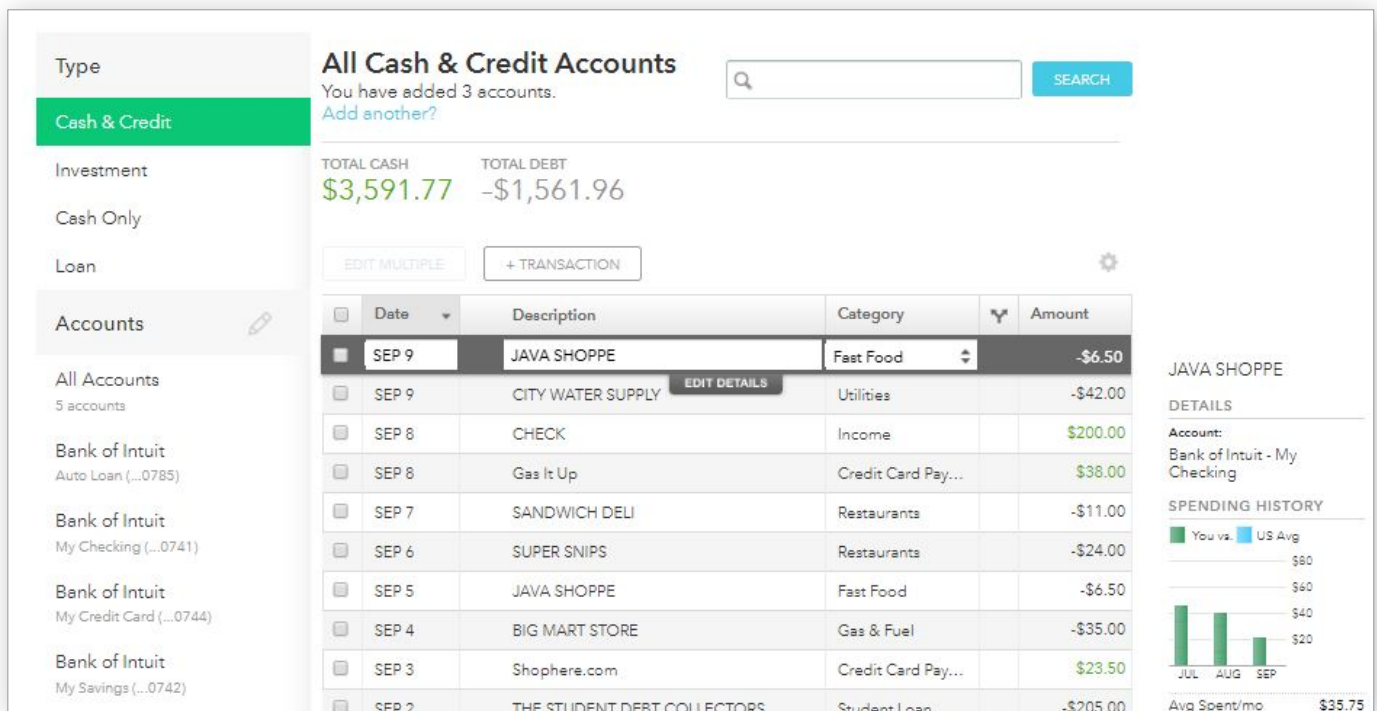 Type
Cash & Credit
Investment
Cash Only
Loan
Accounts
All Accounts
5 accounts
Bank of Intuit
Auto Loan (...0785)
Bank of Intuit
My Checking (...0741)
Bank of Intuit
My Credit Card (...0744)
Bank of Intuit
My Savings (...0742)
All Cash & Credit Accounts
You have added 3 accounts.
Add another?
SEARCH
TOTAL CASH TOTAL DEBT
$3,591.77 -$1,561.96
EDIT MULTIPLE + TRANSACTION
Date Description Category Amount
SEP 9 JAVA SHOPPE Fast Food -$6.50
EDIT DETAILS
SEP 9 CITY WATER SUPPLY Utilities -$42.00
SEP 8 CHECK Income $200.00
SEP 8 Gas It Up Credit Card Pay... $38.00
SEP 7 SANDWICH DELI Restaurants -$11.00
SEP 6 SUPER SNIPS Restaurants -$24.00
SEP 5 JAVA SHOPPE Fast Food -$6.50
SEP 4 BIG MART STORE Gas & Fuel -$35.00
SEP 3 Shophere.com Credit Card Pay... $23.50
SEP 2 THE STUDENT DEBT COLLECTORS Student Loan -$205.00
JAVA SHOPPE
DETAILS
Account:
Bank of Intuit - My
Checking
SPENDING HISTORY
You vs. US Avg
$80
$60
$40
$20
JUL AUG SEP
Avg Spent/mo $35.75